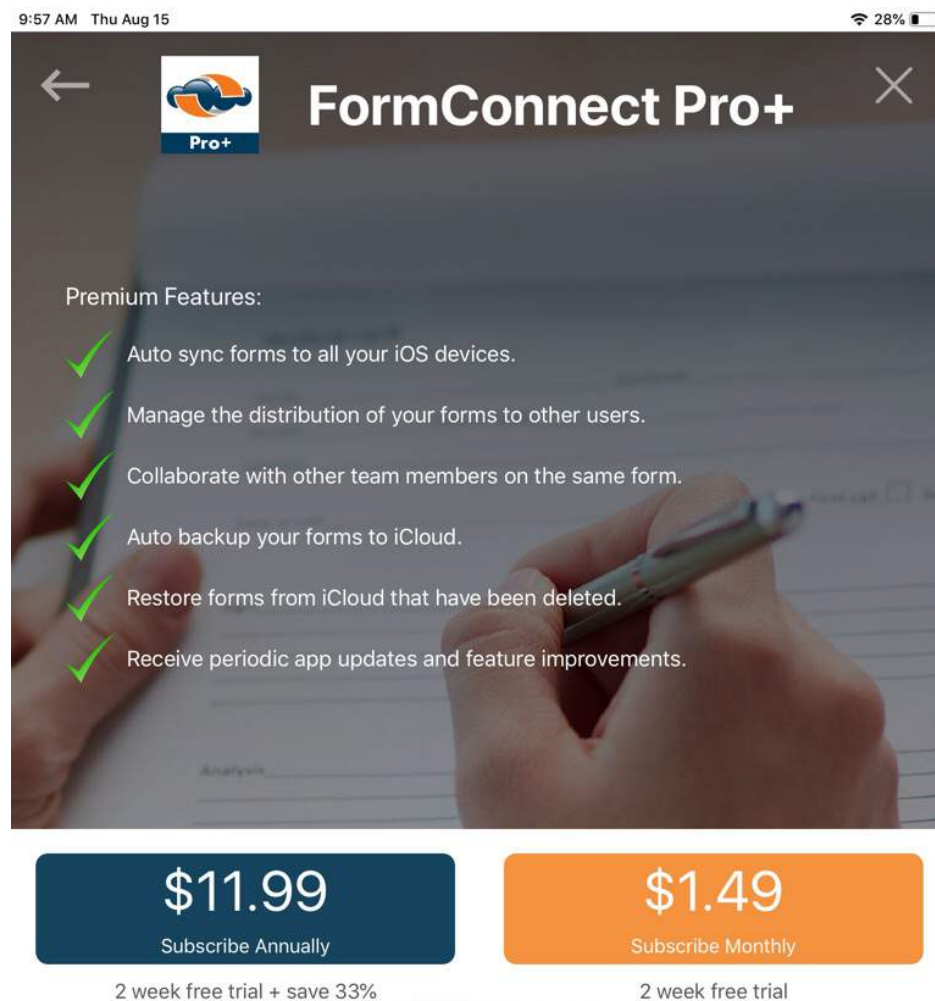 9:57 AM Thu Aug 15
28%
FormConnect Pro+
Pro+
Premium Features:
Auto sync forms to all your iOS devices.
Manage the distribution of your forms to other users.
Collaborate with other team members on the same form.
Auto backup your forms to iCloud.
Restore forms from iCloud that have been deleted.
Receive periodic app updates and feature improvements.
Analysis
$11.99
Subscribe Annually
2 week free trial + save 33%
$1.49
Subscribe Monthly
2 week free trial